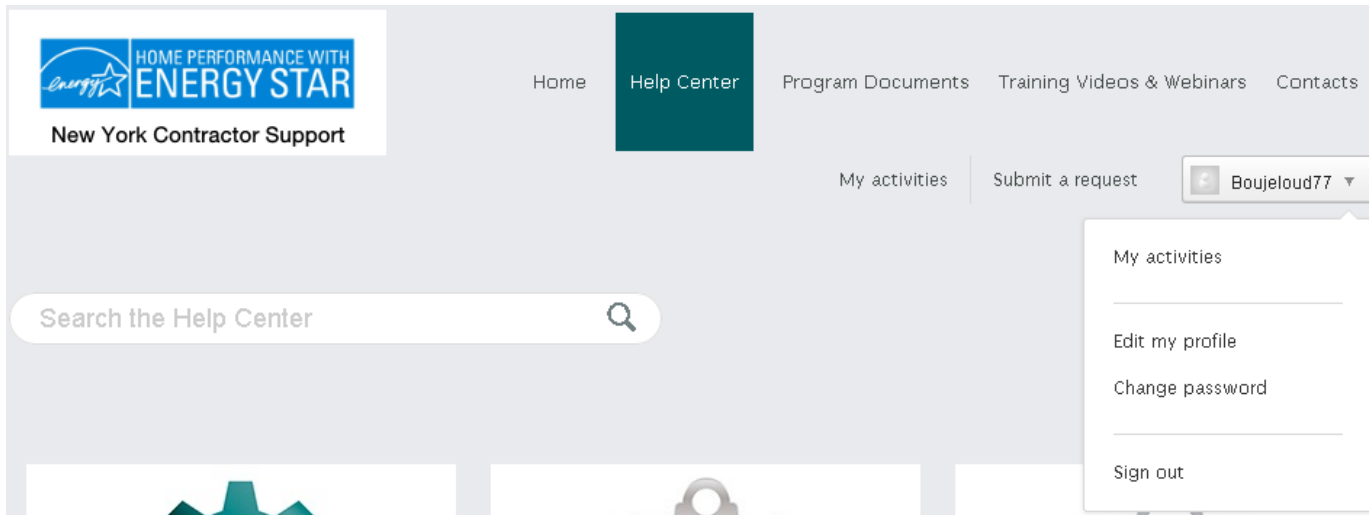 HOME PERFORMANCE WITH
energy ENERGY STAR
New York Contractor Support
Home Help Center Program Documents Training Videos & Webinars Contacts
My activities Submit a request Boujeloud77
My activities
Search the Help Center
Edit my profile
Change password
Sign out